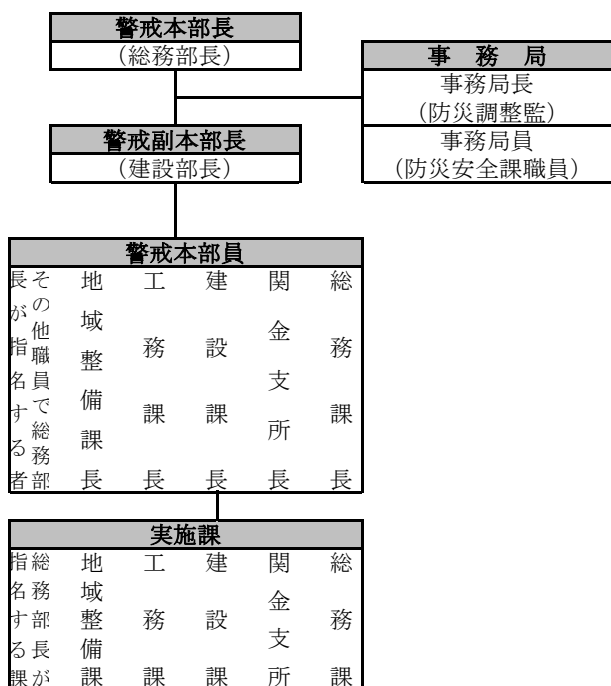 警戒本部長
（総務部長）
事　務　局
事務局長
（防災調整監）
事務局員
（防災安全課職員）
警戒副本部長
（建設部長）
警戒本部員
総務課長
関金支所長
建設課長
工務課長
地域整備課長
その他職員で総務部
長が指名する者
実施課
総務課
関金支所
建設課
工務課
地域整備課
総務部長が
指名する課